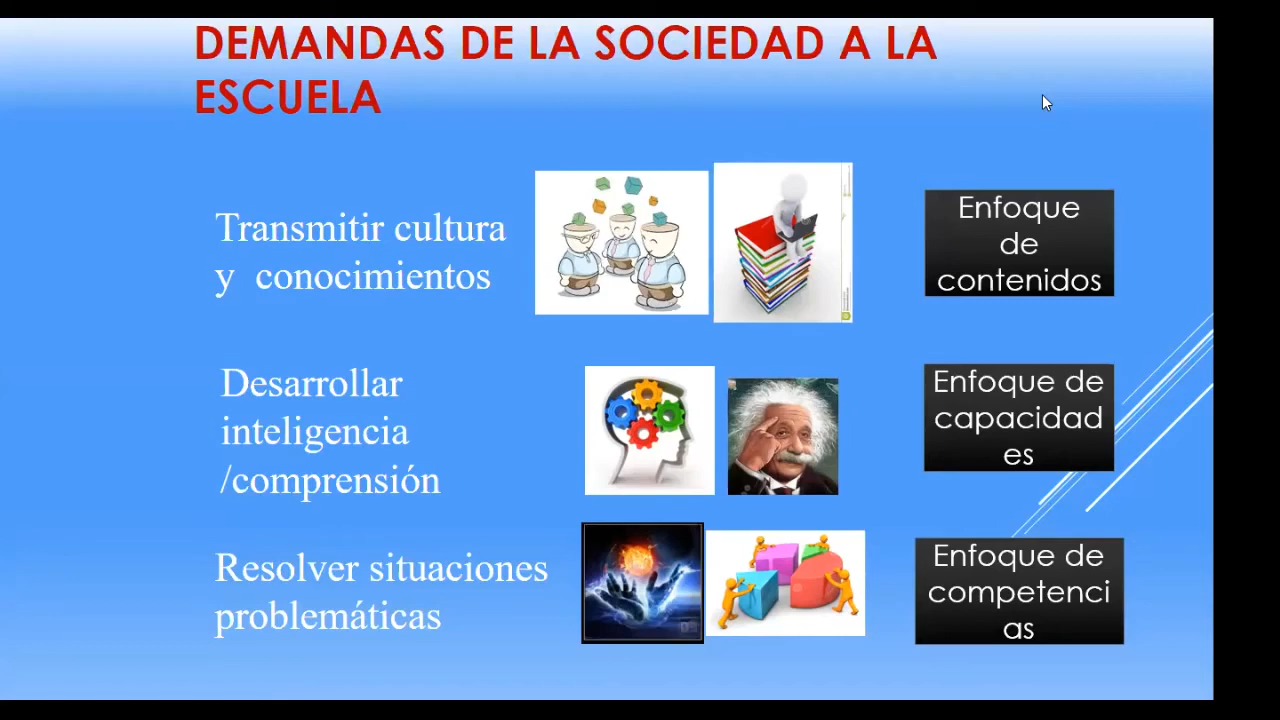 DEMANDAS DE LA SOCIEDAD A LA
ESCUELA
Transmitir cultura
y conocimientos
Enfoque
de
contenidos
Desarrollar
inteligencia
/comprensión
Enfoque de
capacidad
es
Resolver situaciones
problemáticas
Enfoque de
competenci
as